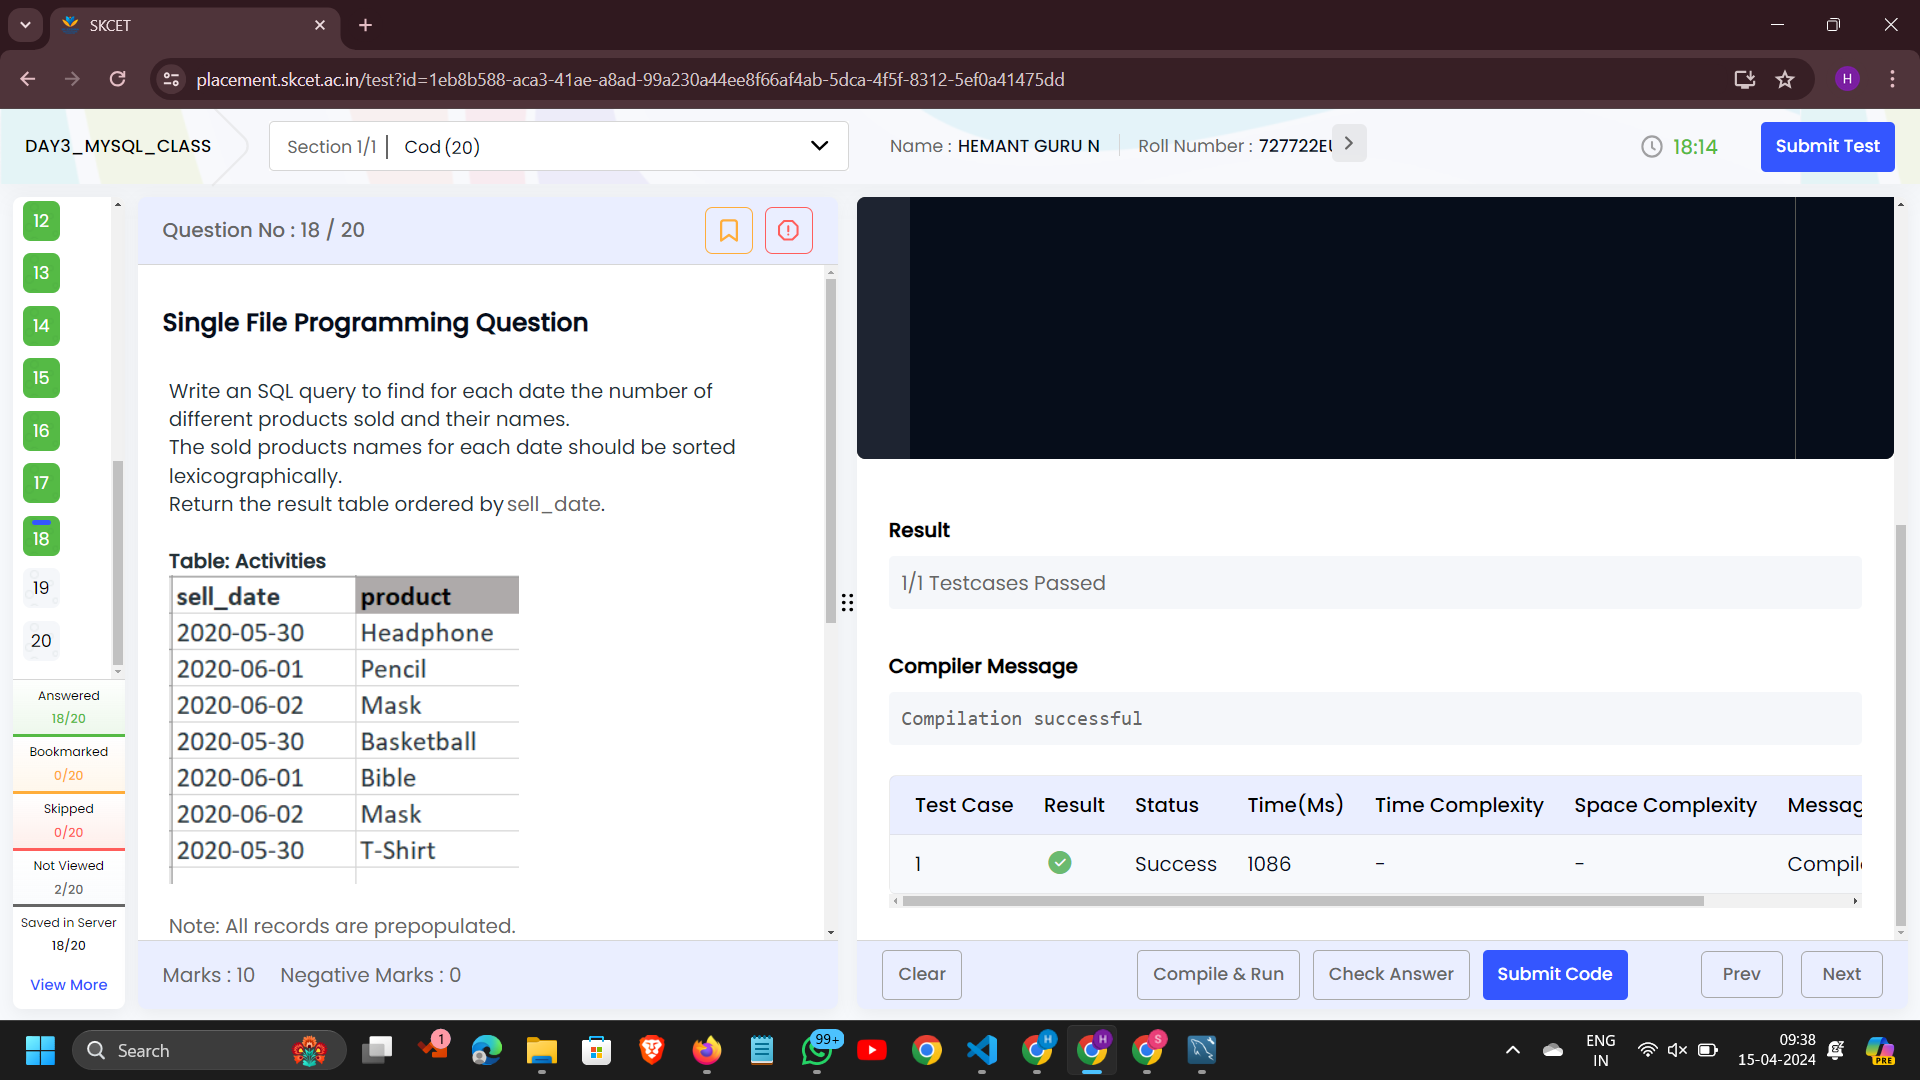 SKCET
placement.skcet.ac.in/test?id=1eb8b588-aca3-41ae-a8ad-99a230a44ee8f66af4ab-5dca-4f5f-8312-5ef0a41475dd
H
DAY3_MYSQL_CLASS
Section 1/1 | Cod (20)
Name : HEMANT GURU N
Roll Number : 727722EU
18:14
Submit Test
12
13
14
15
16
17
18
19
20
Answered
18/20
Bookmarked
0/20
Skipped
0/20
Not Viewed
2/20
Saved in Server
18/20
View More
Question No : 18 / 20
Single File Programming Question
Write an SQL query to find for each date the number of
different products sold and their names.
The sold products names for each date should be sorted
lexicographically.
Return the result table ordered by sell_date.
Table: Activities
sell_date product
2020-05-30 Headphone
2020-06-01 Pencil
2020-06-02 Mask
2020-05-30 Basketball
2020-06-01 Bible
2020-06-02 Mask
2020-05-30 T-Shirt
Note: All records are prepopulated.
Marks : 10 Negative Marks : 0
Result
1/1 Testcases Passed
Compiler Message
Compilation successful
Test Case Result Status Time(Ms) Time Complexity Space Complexity Messag
1 Success 1086 - - Compil
Clear
Compile & Run
Check Answer
Submit Code
Prev
Next
Search
1
99+
H
H
S
ENG
IN
09:38
15-04-2024
PRE